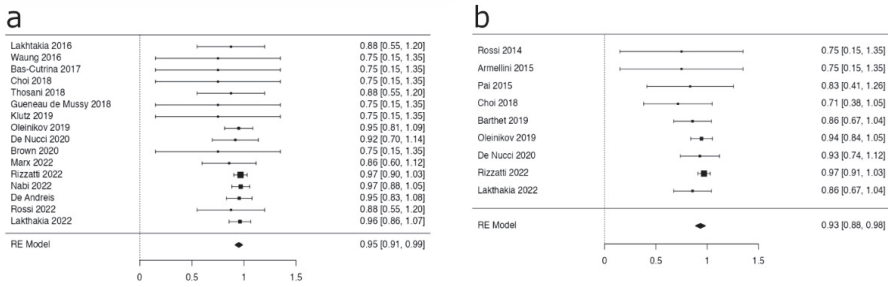 a
Lakhtakia 2016 0.88 [0.55, 1.20]
Waung 2016 0.75 [0.15, 1.35]
Bas-Cutrina 2017 0.75 [0.15, 1.35]
Choi 2018 0.75 [0.15, 1.35]
Thosani 2018 0.88 [0.55, 1.20]
Gueneau de Mussy 2018 0.75 [0.15, 1.35]
Klutz 2019 0.75 [0.15, 1.35]
Oleinikov 2019 0.95 [0.81, 1.09]
De Nucci 2020 0.92 [0.70, 1.14]
Brown 2020 0.75 [0.15, 1.35]
Marx 2022 0.86 [0.60, 1.12]
Rizzatti 2022 0.97 [0.90, 1.03]
Nabi 2022 0.97 [0.88, 1.05]
De Andreis 0.95 [0.83, 1.08]
Rossi 2022 0.88 [0.55, 1.20]
Lakthakia 2022 0.96 [0.86, 1.07]
RE Model 0.95 [0.91, 0.99]
0 0.5 1 1.5
b
Rossi 2014 0.75 [0.15, 1.35]
Armellini 2015 0.75 [0.15, 1.35]
Pai 2015 0.83 [0.41, 1.26]
Choi 2018 0.71 [0.38, 1.05]
Barthet 2019 0.86 [0.67, 1.04]
Oleinikov 2019 0.94 [0.84, 1.05]
De Nucci 2020 0.93 [0.74, 1.12]
Rizzatti 2022 0.97 [0.91, 1.03]
Lakthakia 2022 0.86 [0.67, 1.04]
RE Model 0.93 [0.88, 0.98]
0 0.5 1 1.5